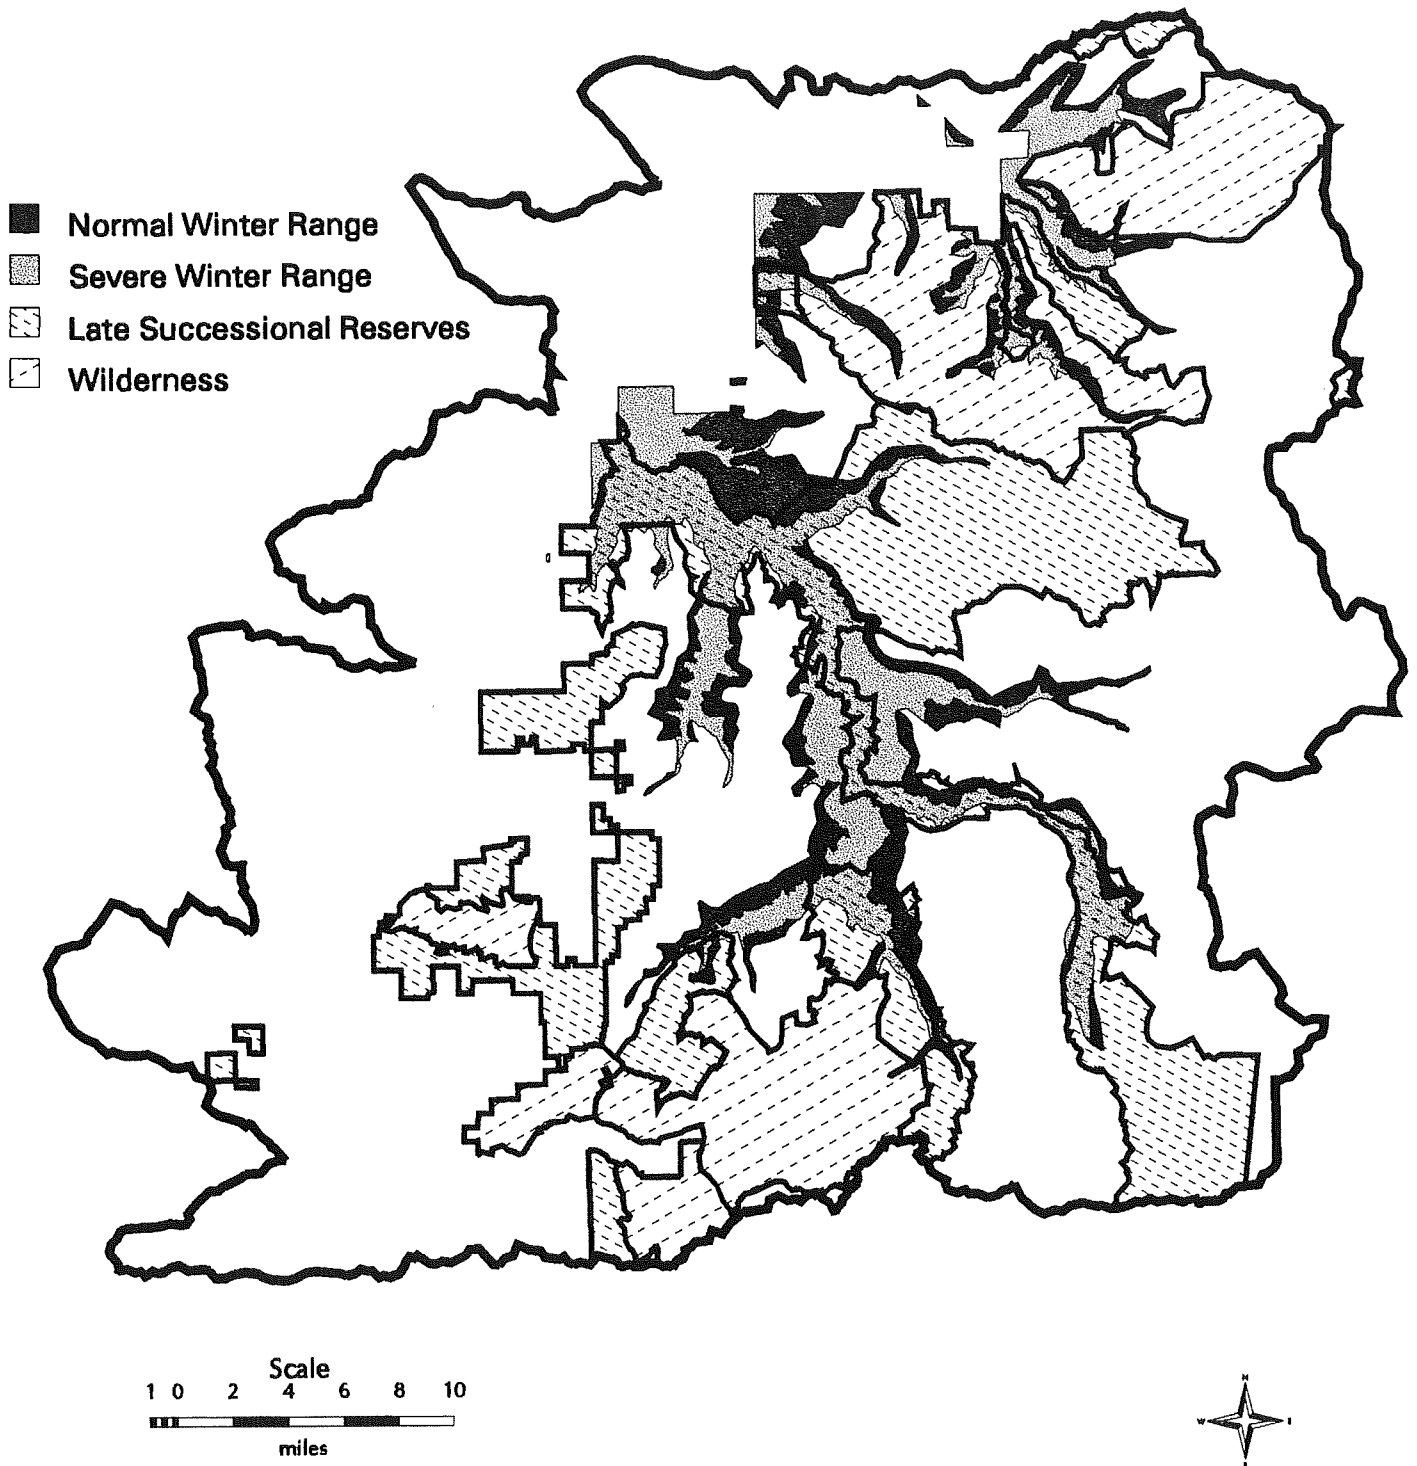 Normal Winter Range
Severe Winter Range
Late Successional Reserves
Wilderness
Scale
1 0 2 4 6 8 10
miles
N
W